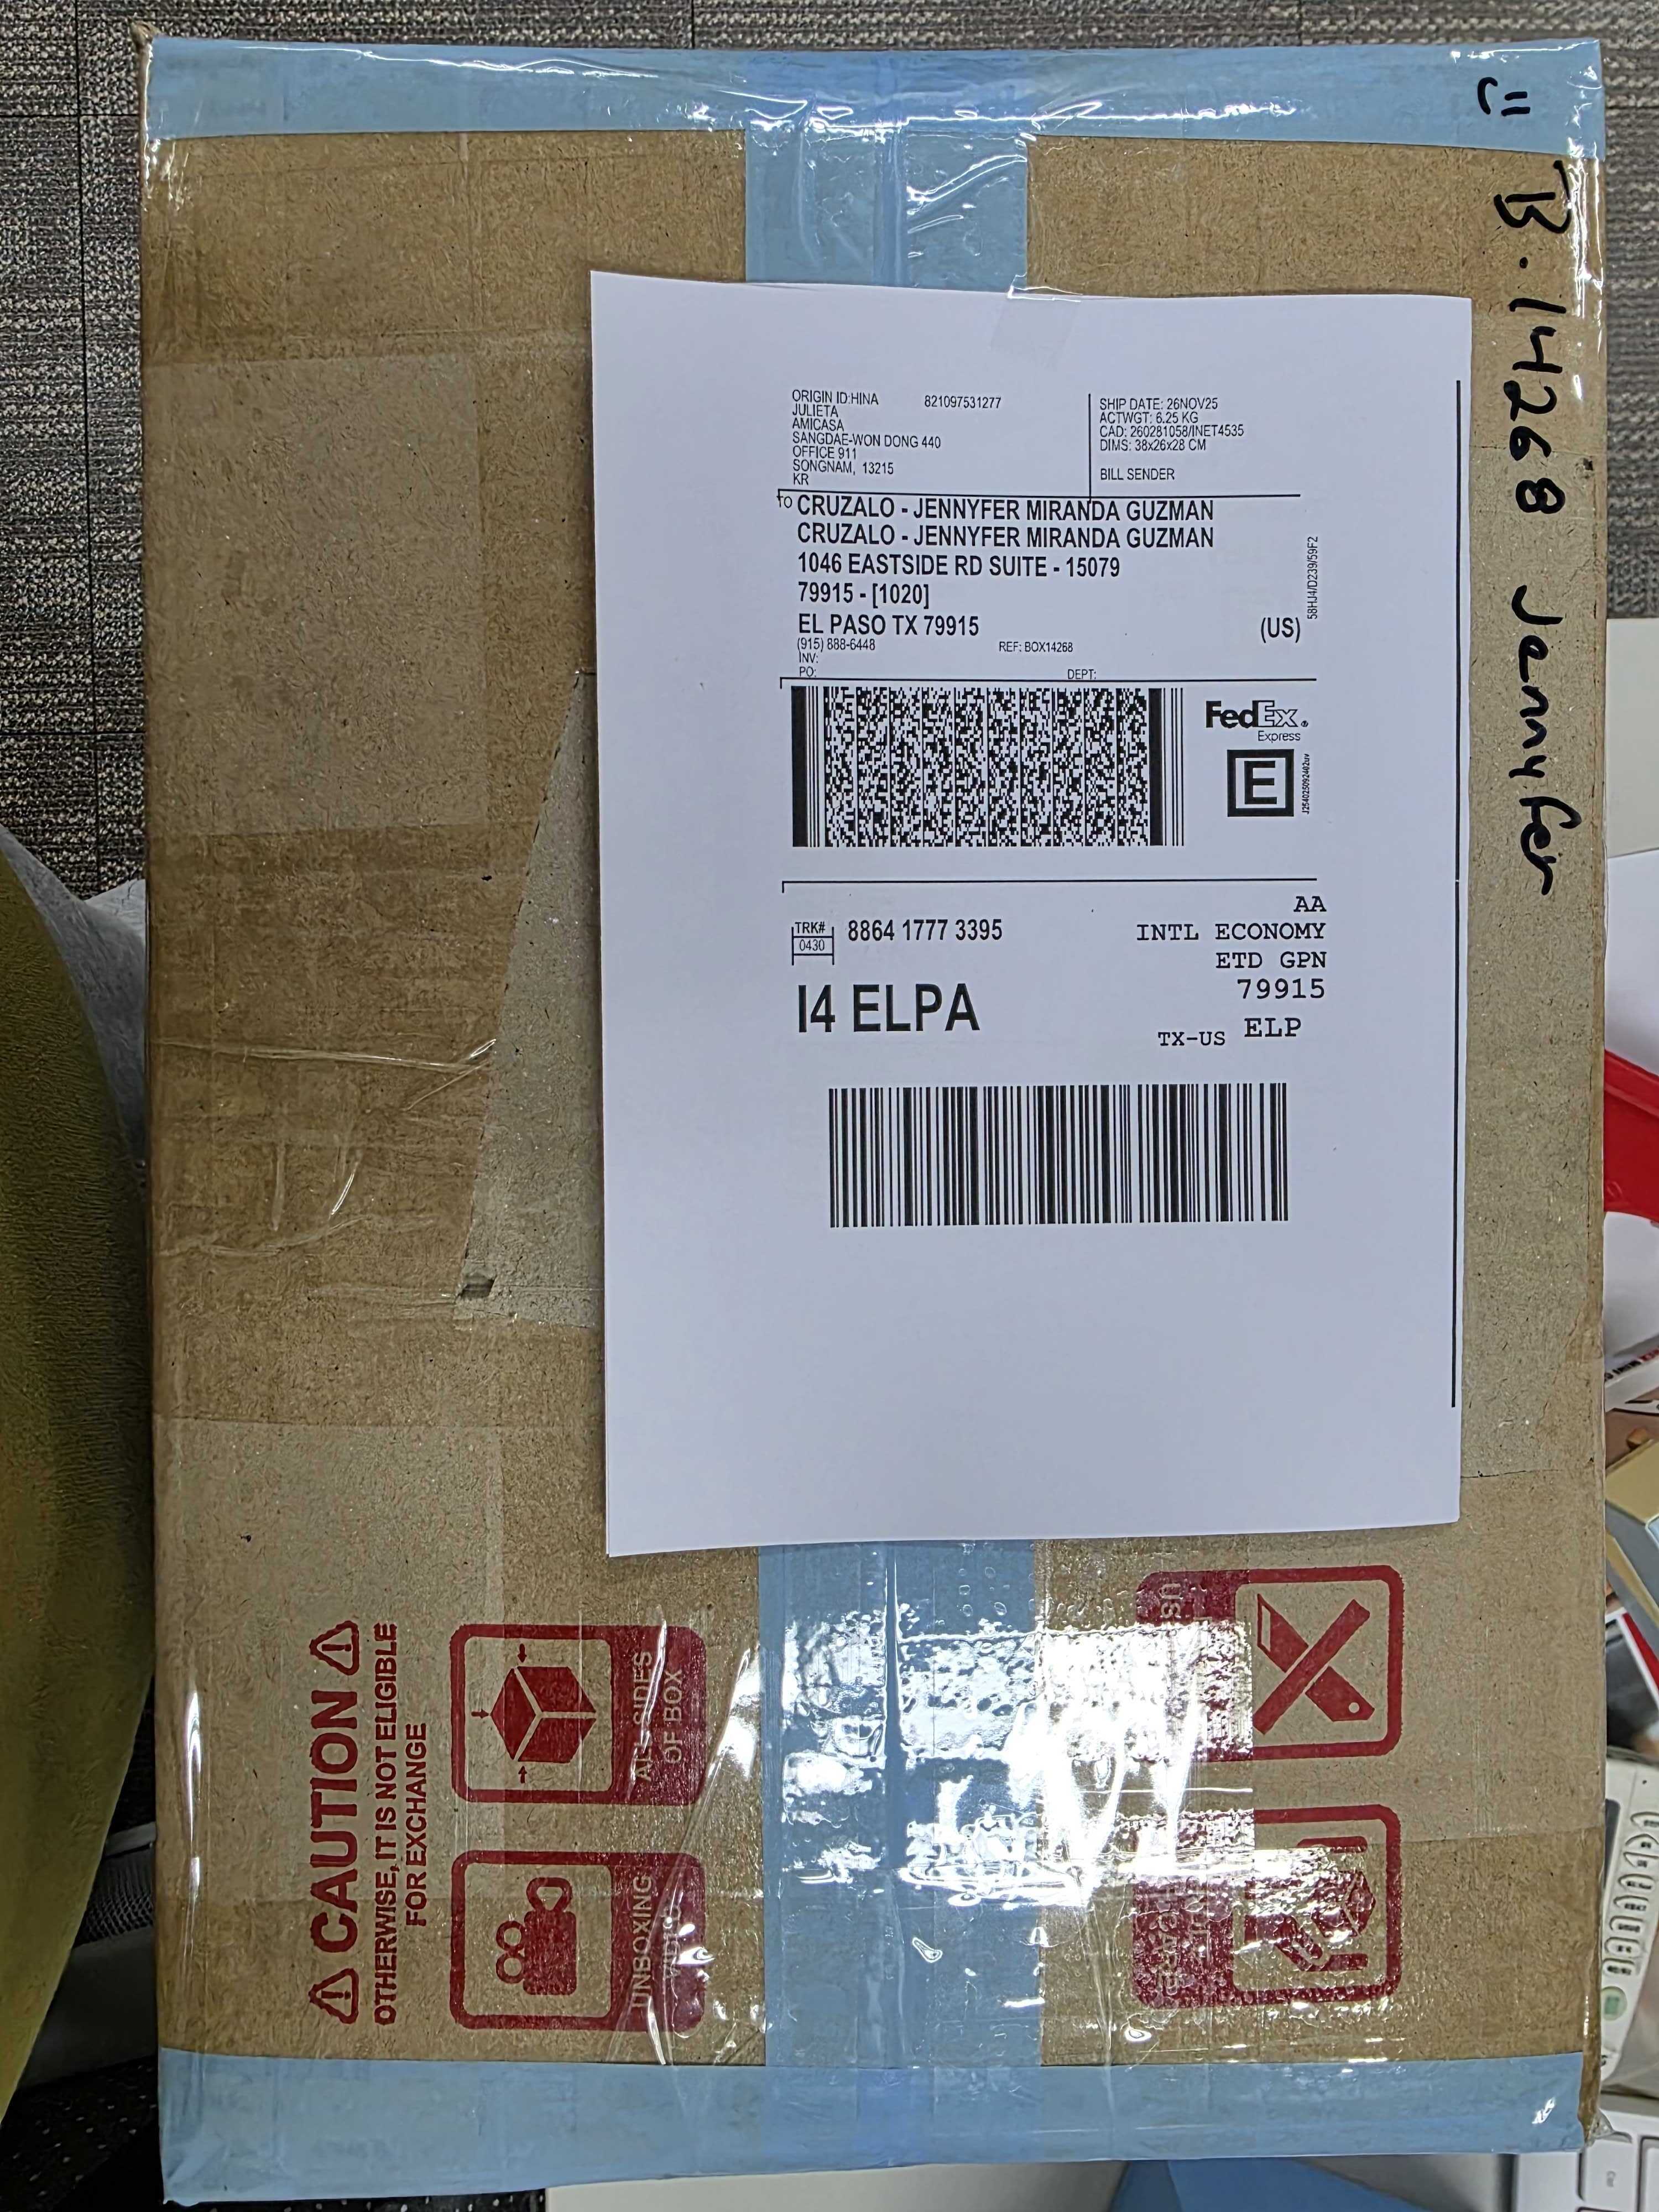 B.14268 Jennyfer
ORIGIN ID:HINA 821097531277
JULIETA
AMICASA
SANGDAE-WON DONG 440
OFFICE 911
SONGNAM, 13215
KR
SHIP DATE: 26NOV25
ACTWGT: 6.25 KG
CAD: 260281058/INET4535
DIMS: 38x26x28 CM
BILL SENDER
TO CRUZALO - JENNYFER MIRANDA GUZMAN
CRUZALO - JENNYFER MIRANDA GUZMAN
1046 EASTSIDE RD SUITE - 15079
79915 - [1020]
EL PASO TX 79915 (US)
(915) 888-6448 REF: BOX14268
INV:
PO: DEPT:
58HJ4/D239/59F2
FedEx®
Express
E
TRK# 8864 1777 3395
0430
AA
INTL ECONOMY
ETD GPN
79915
I4 ELPA
TX-US ELP
CAUTION
OTHERWISE, IT IS NOT ELIGIBLE
FOR EXCHANGE
ALL SIDES
OF BOX
UNBOXING